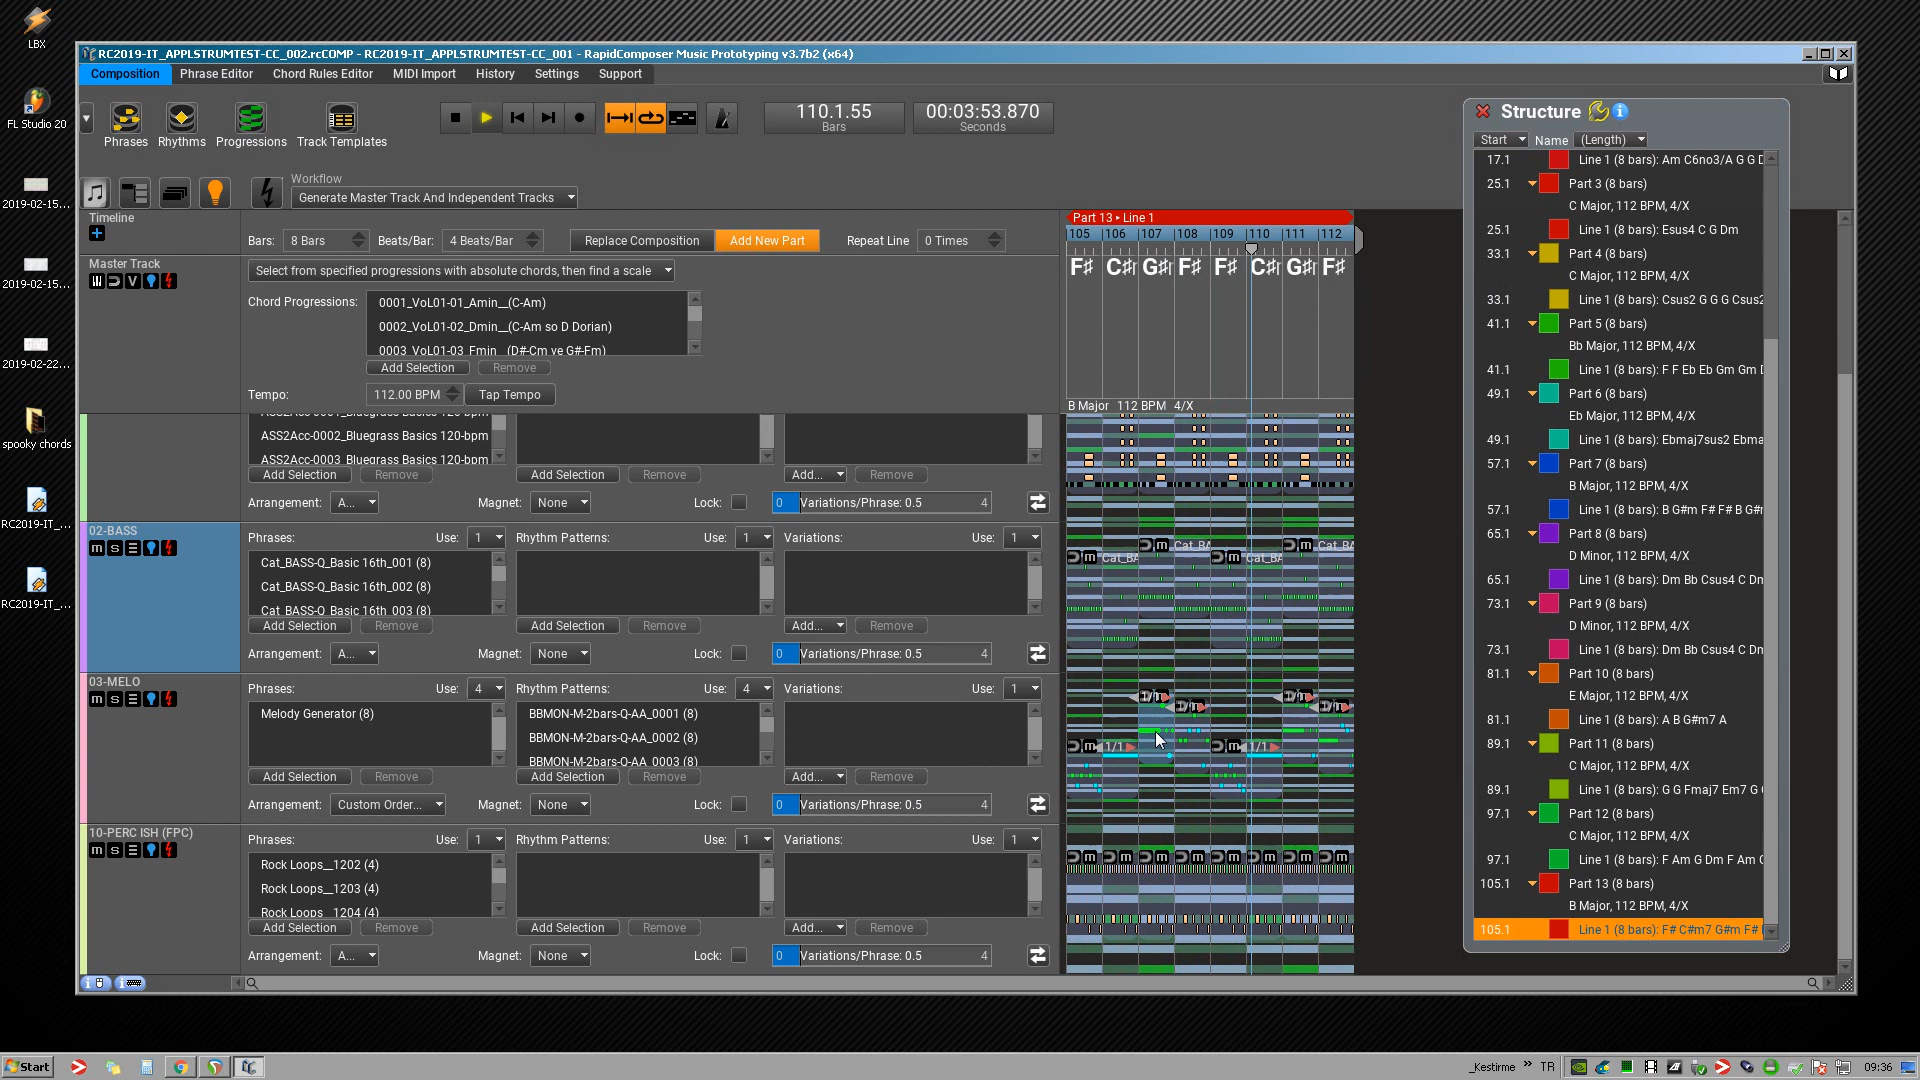 LBX
FL Studio 20
2019-02-15...
2019-02-15...
2019-02-22...
spooky chords
RC2019-IT_...
RC2019-IT_...
RC2019-IT_APPLSTRUMTEST-CC_002.rcCOMP - RC2019-IT_APPLSTRUMTEST-CC_001 - RapidComposer Music Prototyping v3.7b2 (x64)
Composition Phrase Editor Chord Rules Editor MIDI Import History Settings Support
Phrases Rhythms Progressions Track Templates
110.1.55
Bars
00:03:53.870
Seconds
Workflow
Generate Master Track And Independent Tracks
Timeline
Bars: 8 Bars Beats/Bar: 4 Beats/Bar Replace Composition Add New Part Repeat Line 0 Times
Master Track
Select from specified progressions with absolute chords, then find a scale
Chord Progressions:
0001_VoL01-01_Amin__(C-Am)
0002_VoL01-02_Dmin__(C-Am so D Dorian)
0003_VoL01-03_Fmin__(D#-Cm ve G#-Fm)
Add Selection Remove
Tempo: 112.00 BPM Tap Tempo
Part 13 ▸ Line 1
105 106 107 108 109 110 111 112
F♯ C♯ G♯ F♯ F♯ C♯ G♯ F♯
B Major 112 BPM 4/X
ASS2Acc-0001_Bluegrass Basics 120-bpm
ASS2Acc-0002_Bluegrass Basics 120-bpm
ASS2Acc-0003_Bluegrass Basics 120-bpm
Add Selection Remove Add Selection Remove Add... Remove
Arrangement: A... Magnet: None Lock: 0 Variations/Phrase: 0.5 4
02-BASS
m S V
Phrases: Use: 1 Rhythm Patterns: Use: 1 Variations: Use: 1
Cat_BASS-Q_Basic 16th_001 (8)
Cat_BASS-Q_Basic 16th_002 (8)
Cat_BASS-Q_Basic 16th_003 (8)
Add Selection Remove Add Selection Remove Add... Remove
Arrangement: A... Magnet: None Lock: 0 Variations/Phrase: 0.5 4
Cat_BA Cat_BA Cat_BA Cat_BA
03-MELO
m S
Phrases: Use: 4 Rhythm Patterns: Use: 4 Variations: Use: 1
Melody Generator (8)
BBMON-M-2bars-Q-AA_0001 (8)
BBMON-M-2bars-Q-AA_0002 (8)
BBMON-M-2bars-Q-AA_0003 (8)
Add Selection Remove Add Selection Remove Add... Remove
Arrangement: Custom Order... Magnet: None Lock: 0 Variations/Phrase: 0.5 4
1/1 1/1
10-PERC ISH (FPC)
m S
Phrases: Use: 1 Rhythm Patterns: Use: 1 Variations: Use: 1
Rock Loops__1202 (4)
Rock Loops__1203 (4)
Rock Loops__1204 (4)
Add Selection Remove Add Selection Remove Add... Remove
Arrangement: A... Magnet: None Lock: 0 Variations/Phrase: 0.5 4
Structure
Start Name (Length)
17.1 Line 1 (8 bars): Am C6no3/A G G D
25.1 Part 3 (8 bars)
C Major, 112 BPM, 4/X
25.1 Line 1 (8 bars): Esus4 C G Dm
33.1 Part 4 (8 bars)
C Major, 112 BPM, 4/X
33.1 Line 1 (8 bars): Csus2 G G G Csus2
41.1 Part 5 (8 bars)
Bb Major, 112 BPM, 4/X
41.1 Line 1 (8 bars): F F Eb Eb Gm Gm
49.1 Part 6 (8 bars)
Eb Major, 112 BPM, 4/X
49.1 Line 1 (8 bars): Ebmaj7sus2 Ebma
57.1 Part 7 (8 bars)
B Major, 112 BPM, 4/X
57.1 Line 1 (8 bars): B G#m F# F# B G#
65.1 Part 8 (8 bars)
D Minor, 112 BPM, 4/X
65.1 Line 1 (8 bars): Dm Bb Csus4 C Dn
73.1 Part 9 (8 bars)
D Minor, 112 BPM, 4/X
73.1 Line 1 (8 bars): Dm Bb Csus4 C Dn
81.1 Part 10 (8 bars)
E Major, 112 BPM, 4/X
81.1 Line 1 (8 bars): A B G#m7 A
89.1 Part 11 (8 bars)
C Major, 112 BPM, 4/X
89.1 Line 1 (8 bars): G G Fmaj7 Em7 G
97.1 Part 12 (8 bars)
C Major, 112 BPM, 4/X
97.1 Line 1 (8 bars): F Am G Dm F Am
105.1 Part 13 (8 bars)
B Major, 112 BPM, 4/X
105.1 Line 1 (8 bars): F# C#m7 G#m F#
Start _Kestirme » TR 09:36